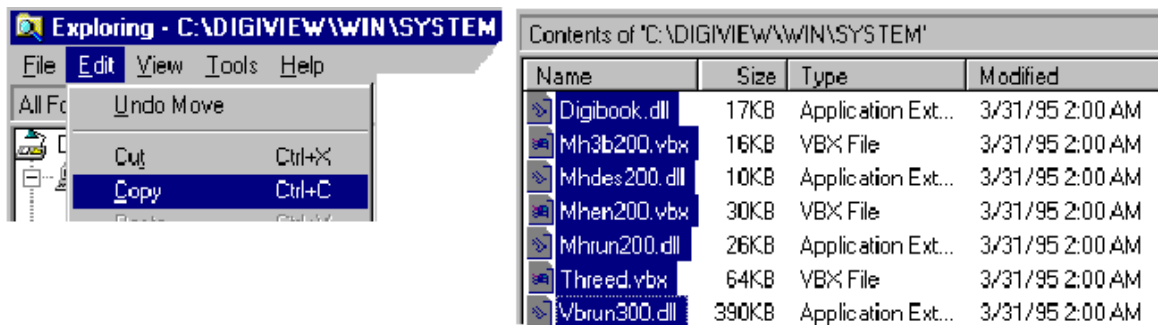 Exploring - C:\DIGIVIEW\WIN\SYSTEM
File Edit View Tools Help
All Fo
Undo Move
Cut Ctrl+X
Copy Ctrl+C
Contents of 'C:\DIGIVIEW\WIN\SYSTEM'
Name Size Type Modified
Digibook.dll 17KB Application Ext... 3/31/95 2:00 AM
Mh3b200.vbx 16KB VBX File 3/31/95 2:00 AM
Mhdes200.dll 10KB Application Ext... 3/31/95 2:00 AM
Mhen200.vbx 30KB VBX File 3/31/95 2:00 AM
Mhrun200.dll 26KB Application Ext... 3/31/95 2:00 AM
Threed.vbx 64KB VBX File 3/31/95 2:00 AM
Vbrun300.dll 390KB Application Ext... 3/31/95 2:00 AM